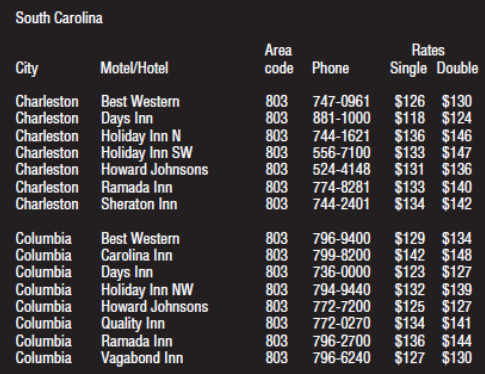 South Carolina
Area Rates
City Motel/Hotel code Phone Single Double
Charleston Best Western 803 747-0961 $126 $130
Charleston Days Inn 803 881-1000 $118 $124
Charleston Holiday Inn N 803 744-1621 $136 $146
Charleston Holiday Inn SW 803 556-7100 $133 $147
Charleston Howard Johnsons 803 524-4148 $131 $136
Charleston Ramada Inn 803 774-8281 $133 $140
Charleston Sheraton Inn 803 744-2401 $134 $142
Columbia Best Western 803 796-9400 $129 $134
Columbia Carolina Inn 803 799-8200 $142 $148
Columbia Days Inn 803 736-0000 $123 $127
Columbia Holiday Inn NW 803 794-9440 $132 $139
Columbia Howard Johnsons 803 772-7200 $125 $127
Columbia Quality Inn 803 772-0270 $134 $141
Columbia Ramada Inn 803 796-2700 $136 $144
Columbia Vagabond Inn 803 796-6240 $127 $130